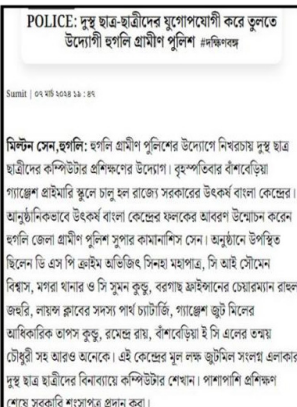 POLICE: দুস্থ ছাত্র-ছাত্রীদের যুগোপযোগী করে তুলতে
উদ্যোগী হুগলি গ্রামীণ পুলিশ #দক্ষিণবঙ্গ
Sumit | ০৭ মার্চ ২০২৪ ১৯ : ৪৭
মিল্টন সেন,হুগলি: হুগলি গ্রামীণ পুলিশের উদ্যোগে নিখরচায় দুস্থ ছাত্র
ছাত্রীদের কম্পিউটার প্রশিক্ষণের উদ্যোগ। বৃহস্পতিবার বাঁশবেড়িয়া
গ্যাঞ্জেশ প্রাইমারি স্কুলে চালু হল রাজ্যে সরকারের উৎকর্ষ বাংলা কেন্দ্রের।
আনুষ্ঠানিকভাবে উৎকর্ষ বাংলা কেন্দ্রের ফলকের আবরণ উন্মোচন করেন
হুগলি জেলা গ্রামীণ পুলিশ সুপার কামানাশিস সেন। অনুষ্ঠানে উপস্থিত
ছিলেন ডি এস পি ক্রাইম অভিজিৎ সিনহা মহাপাত্র, সি আই সৌমেন
বিশ্বাস, মগরা থানার ও সি সুমন কুন্ডু, বরগাছ ফ্রাইন্সানের চেয়ারম্যান রাহুল
জহুরি, লায়ন্স ক্লাবের সদস্য পার্থ চ্যাটার্জি, গ্যাঞ্জেশ জুট মিলের
আধিকারিক তাপস কুন্ডু, রমেন্দ্র রায়, বাঁশবেড়িয়া ই সি এলের তন্ময়
চৌধুরী সহ আরও অনেকে। এই কেন্দ্রের মূল লক্ষ জুটমিল সংলগ্ন এলাকার
দুস্থ ছাত্র ছাত্রীদের বিনাব্যয়ে কম্পিউটার শেখান। পাশাপাশি প্রশিক্ষণ
শেষে সরকারি শংসাপত্র প্রদান করা।